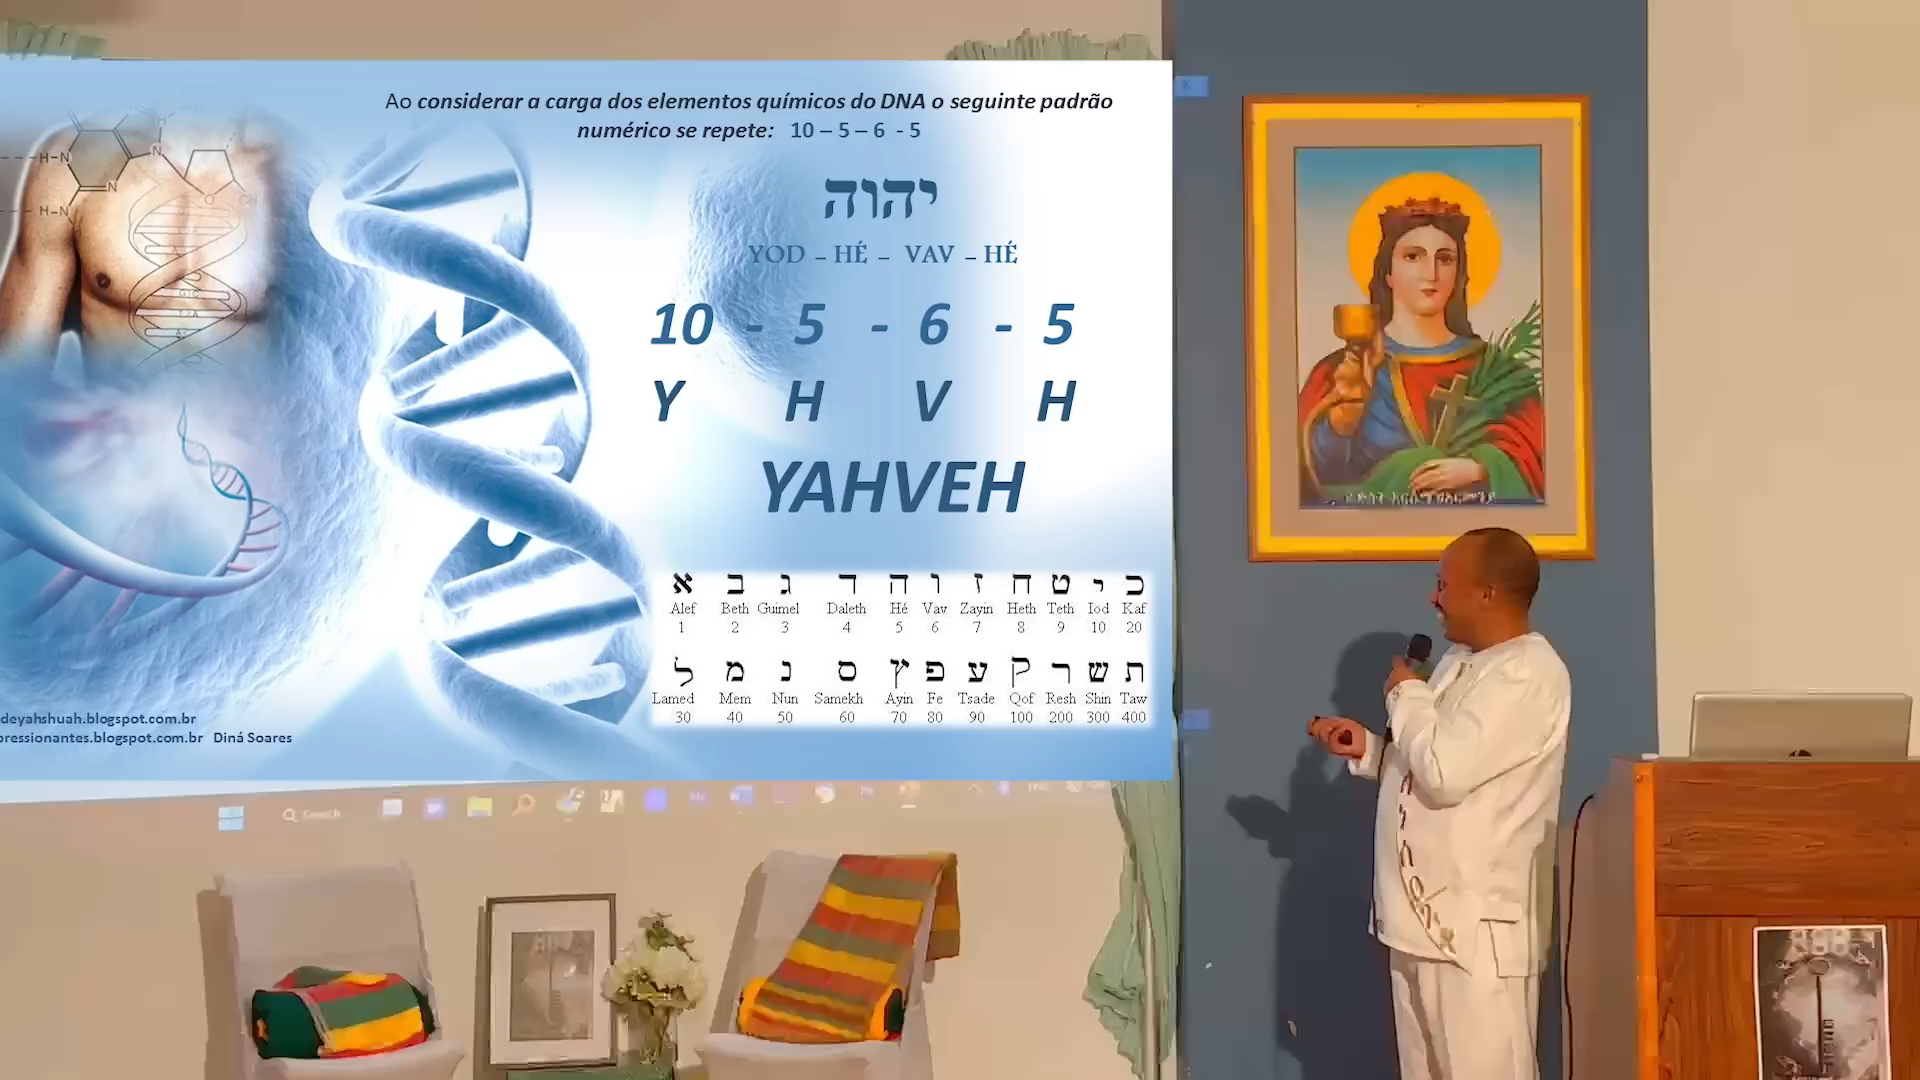 Ao considerar a carga dos elementos químicos do DNA o seguinte padrão
numérico se repete: 10 – 5 – 6 - 5
יהוה
YOD – HÉ – VAV – HÉ
10 - 5 - 6 - 5
Y H V H
YAHVEH
א ב ג ד ה ו ז ח ט י כ
Alef Beth Guimel Daleth Hé Vav Zayin Heth Teth Iod Kaf
1 2 3 4 5 6 7 8 9 10 20
ל מ נ ס ץ פ ע ק ר ש ת
Lamed Mem Nun Samekh Ayin Fe Tsade Qof Resh Shin Taw
30 40 50 60 70 80 90 100 200 300 400
deyahshuah.blogspot.com.br
pressionantes.blogspot.com.br Diná Soares
H–N
N
N
H–N
O
Search